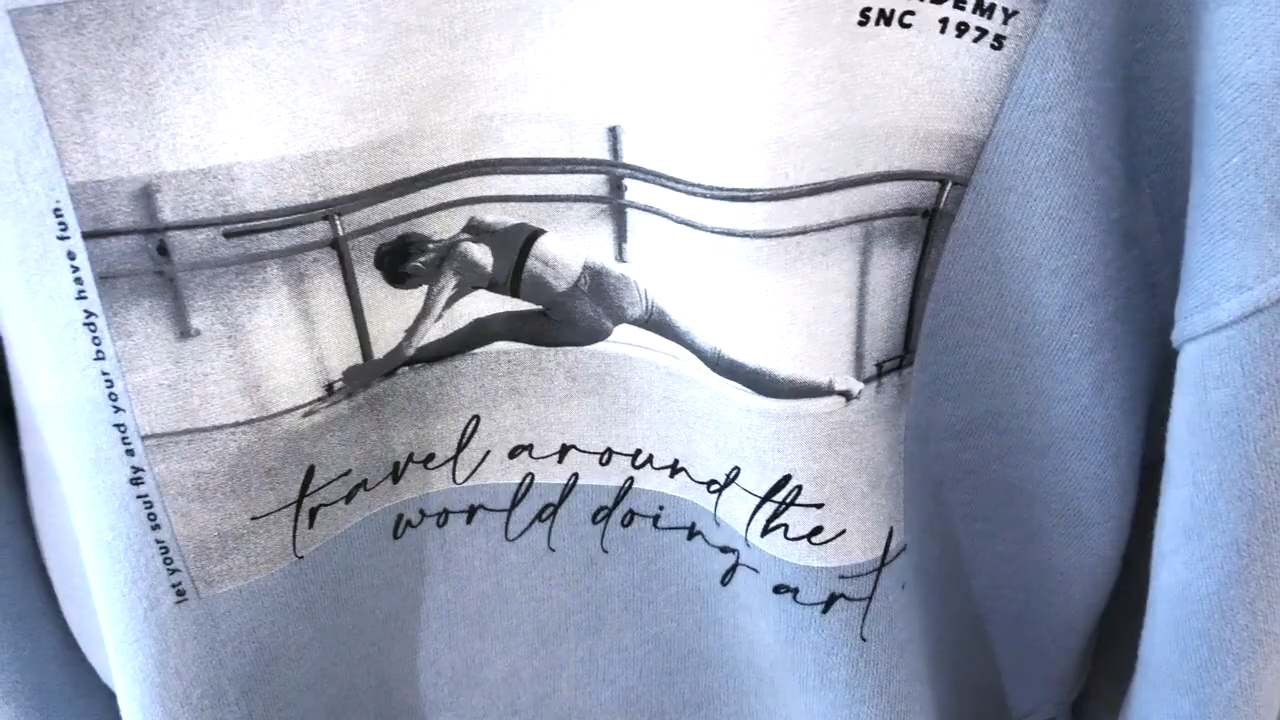 SNC 1975
let your soul fly and your body have fun.
travel around the
world doing art